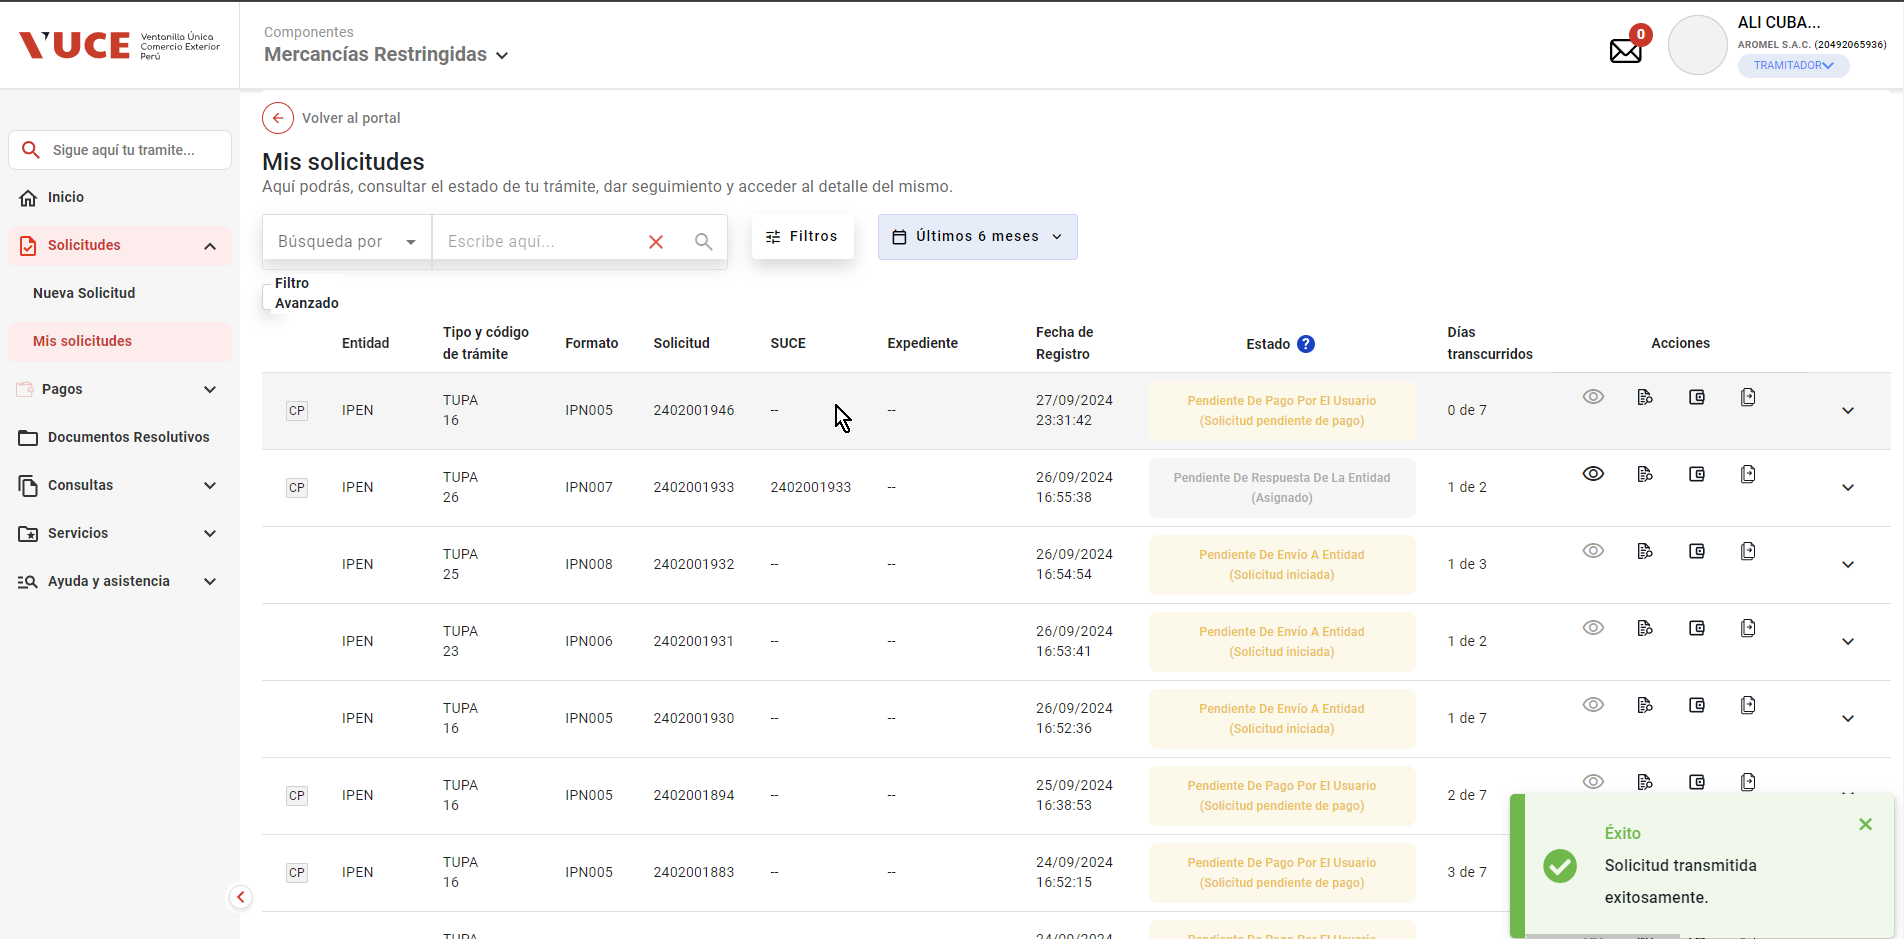 VUCE Ventanilla Única
Comercio Exterior
Perú
Componentes
Mercancías Restringidas
0
ALI CUBA...
AROMEL S.A.C. (20492065936)
TRAMITADOR
Sigue aquí tu tramite...
Inicio
Solicitudes
Nueva Solicitud
Mis solicitudes
Pagos
Documentos Resolutivos
Consultas
Servicios
Ayuda y asistencia
Volver al portal
Mis solicitudes
Aquí podrás, consultar el estado de tu trámite, dar seguimiento y acceder al detalle del mismo.
Búsqueda por
Escribe aquí...
Filtros
Últimos 6 meses
Filtro
Avanzado
Entidad Tipo y código de trámite Formato Solicitud SUCE Expediente Fecha de Registro Estado ? Días transcurridos Acciones
CP IPEN TUPA 16 IPN005 2402001946 -- -- 27/09/2024 23:31:42 Pendiente De Pago Por El Usuario (Solicitud pendiente de pago) 0 de 7
CP IPEN TUPA 26 IPN007 2402001933 2402001933 -- 26/09/2024 16:55:38 Pendiente De Respuesta De La Entidad (Asignado) 1 de 2
IPEN TUPA 25 IPN008 2402001932 -- -- 26/09/2024 16:54:54 Pendiente De Envío A Entidad (Solicitud iniciada) 1 de 3
IPEN TUPA 23 IPN006 2402001931 -- -- 26/09/2024 16:53:41 Pendiente De Envío A Entidad (Solicitud iniciada) 1 de 2
IPEN TUPA 16 IPN005 2402001930 -- -- 26/09/2024 16:52:36 Pendiente De Envío A Entidad (Solicitud iniciada) 1 de 7
CP IPEN TUPA 16 IPN005 2402001894 -- -- 25/09/2024 16:38:53 Pendiente De Pago Por El Usuario (Solicitud pendiente de pago) 2 de 7
CP IPEN TUPA 16 IPN005 2402001883 -- -- 24/09/2024 16:52:15 Pendiente De Pago Por El Usuario (Solicitud pendiente de pago) 3 de 7
TUPA 24/09/2024 Pendiente De Pago Por El Usuario
Éxito
Solicitud transmitida
exitosamente.